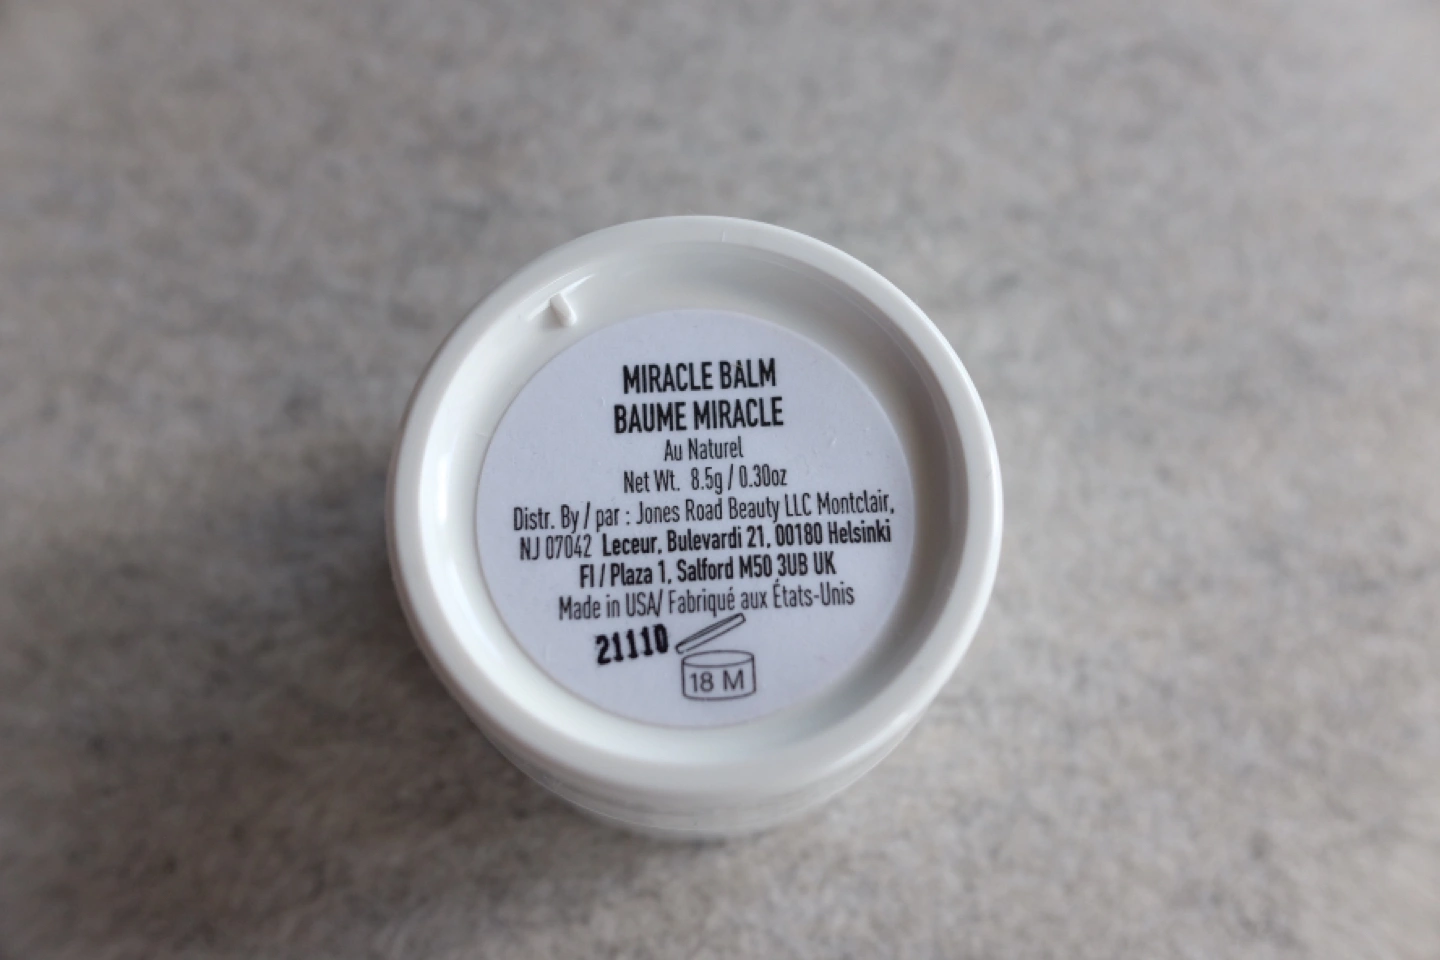 MIRACLE BALM
BAUME MIRACLE
Au Naturel
Net Wt. 8.5g / 0.30oz
Distr. By / par : Jones Road Beauty LLC Montclair,
NJ 07042 Leceur, Bulevardi 21, 00180 Helsinki
FI / Plaza 1, Salford M50 3UB UK
Made in USA/ Fabriqué aux États-Unis
21110
18 M